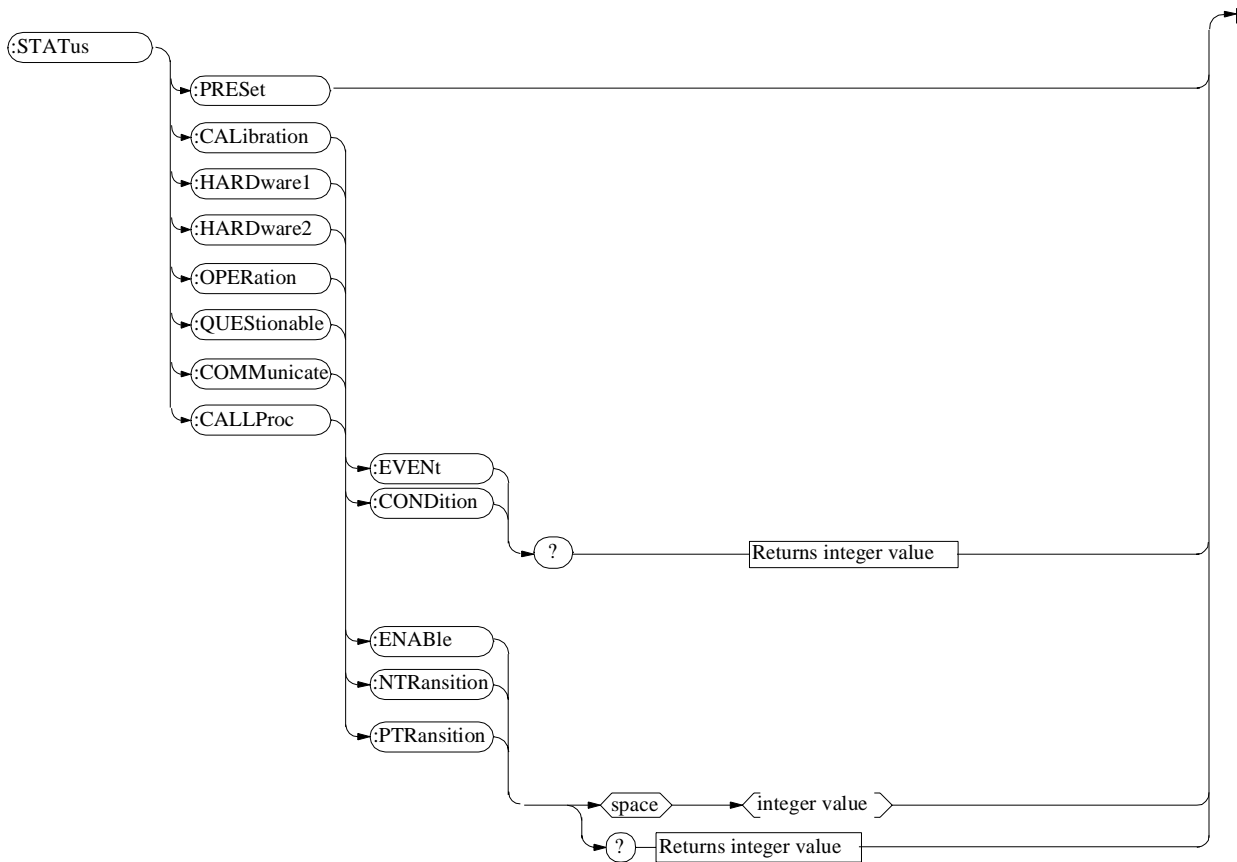 :STATus
:PRESet
:CALibration
:HARDware1
:HARDware2
:OPERation
:QUEStionable
:COMMunicate
:CALLProc
:EVENt
:CONDition
? Returns integer value
:ENABle
:NTRansition
:PTRansition
space integer value
? Returns integer value